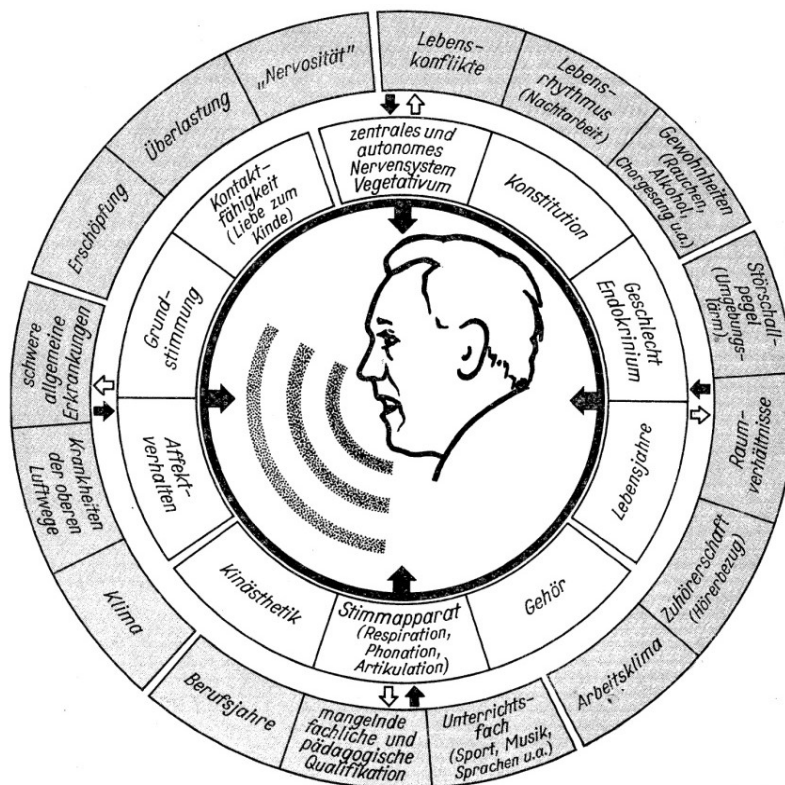 Lebens-
konflikte
Lebens-
rhythmus
(Nachtarbeit)
Gewohnheiten
(Rauchen,
Alkohol,
Chorgesang u.a.)
Störschall-
pegel
(Umgebungs-
lärm)
Raum-
verhältnisse
Zuhörerschaft
(Hörerbezug)
Arbeitsklima
Unterrichts-
fach
(Sport, Musik,
Sprachen u.a.)
mangelnde
fachliche und
pädagogische
Qualifikation
Berufsjahre
Klima
Krankheiten
der oberen
Luftwege
schwere
allgemeine
Erkrankungen
Erschöpfung
Überlastung
„Nervosität"
zentrales und
autonomes
Nervensystem
Vegetativum
Konstitution
Geschlecht
Endokrinium
Lebensjahre
Gehör
Stimmapparat
(Respiration,
Phonation,
Artikulation)
Kinästhetik
Affekt-
verhalten
Grund-
stimmung
Kontakt-
fähigkeit
(Liebe zum
Kinde)